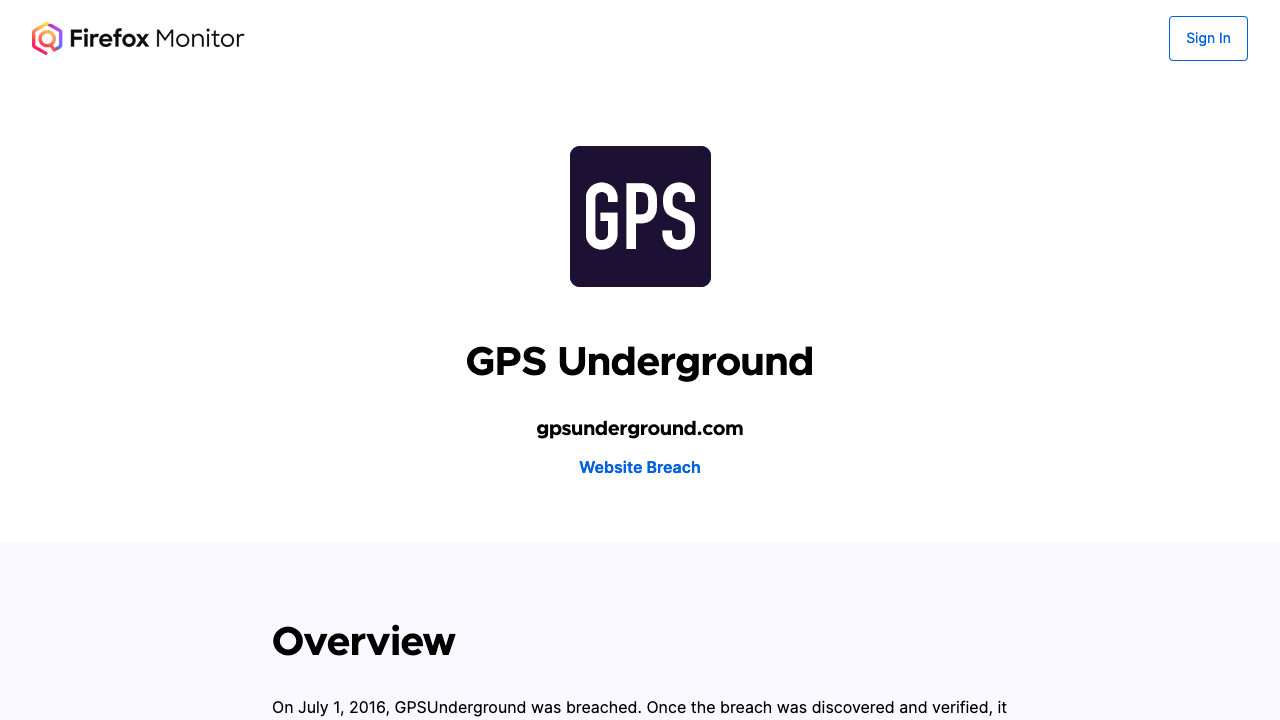 Firefox Monitor
Sign In
GPS
GPS Underground
gpsunderground.com
Website Breach
Overview
On July 1, 2016, GPSUnderground was breached. Once the breach was discovered and verified, it